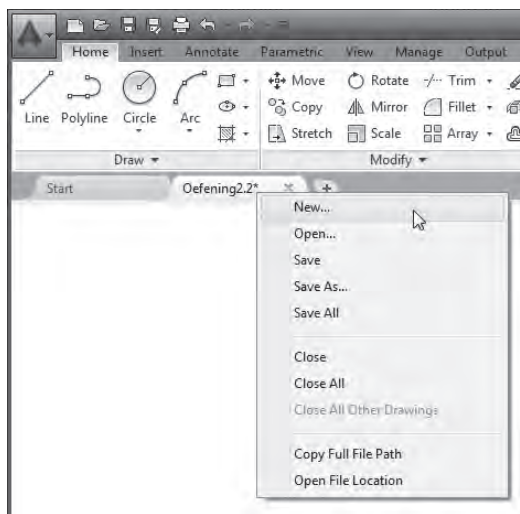 Home Insert Annotate Parametric View Manage Output
Move Rotate Trim
Copy Mirror Fillet
Line Polyline Circle Arc
Stretch Scale Array
Draw Modify
Start Oefening2.2*
New...
Open...
Save
Save As...
Save All
Close
Close All
Close All Other Drawings
Copy Full File Path
Open File Location